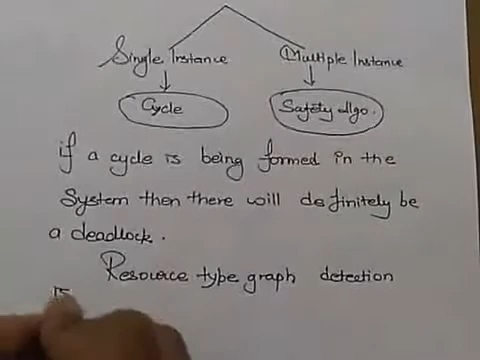 Single Instance Multiple Instance
Cycle Safety algo.
if a cycle is being formed in the
System then there will definitely be
a deadlock.
Resource type graph detection